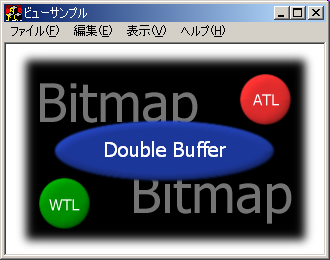 ビューサンプル
ファイル(F) 編集(E) 表示(V) ヘルプ(H)
Bitmap
ATL
Double Buffer
WTL
Bitmap